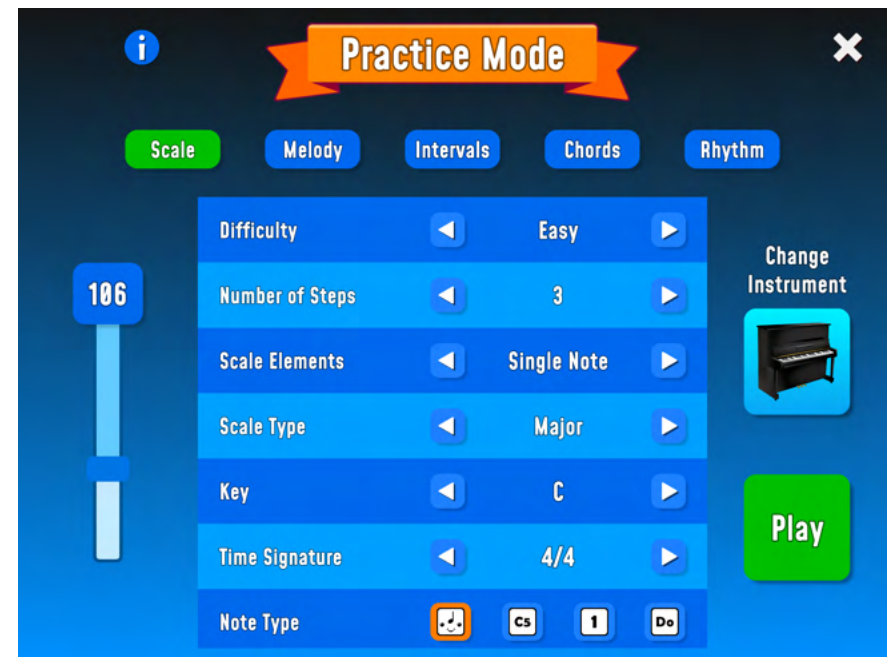 i
Practice Mode
Scale
Melody
Intervals
Chords
Rhythm
Difficulty
Easy
Number of Steps
3
Scale Elements
Single Note
Scale Type
Major
Key
C
Time Signature
4/4
Note Type
C5
1
Do
106
Change
Instrument
Play